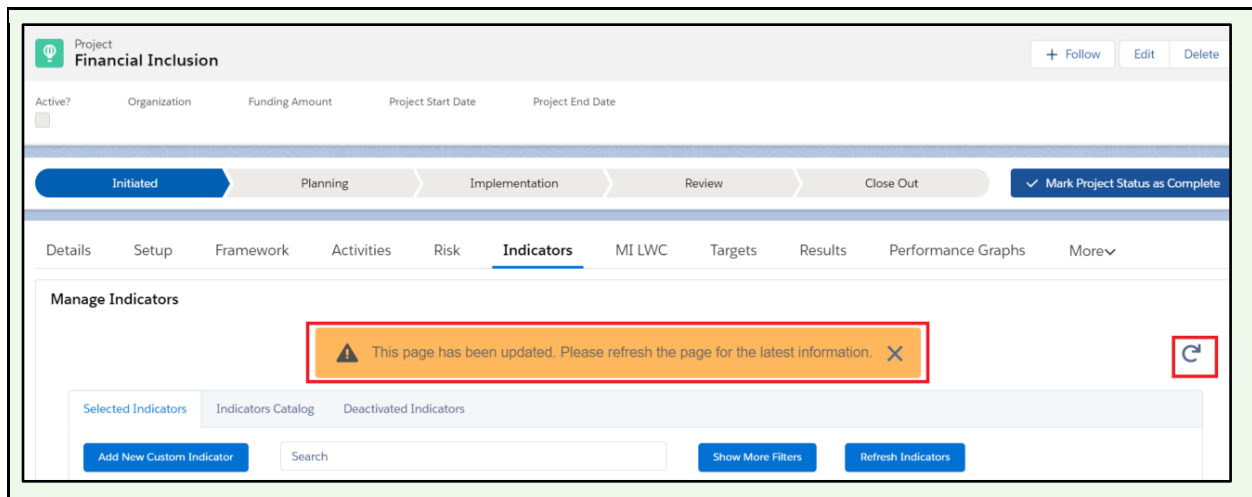 Project
Financial Inclusion
+ Follow Edit Delete
Active? Organization Funding Amount Project Start Date Project End Date
Initiated Planning Implementation Review Close Out Mark Project Status as Complete
Details Setup Framework Activities Risk Indicators MI LWC Targets Results Performance Graphs More
Manage Indicators
This page has been updated. Please refresh the page for the latest information.
Selected Indicators Indicators Catalog Deactivated Indicators
Add New Custom Indicator Search Show More Filters Refresh Indicators